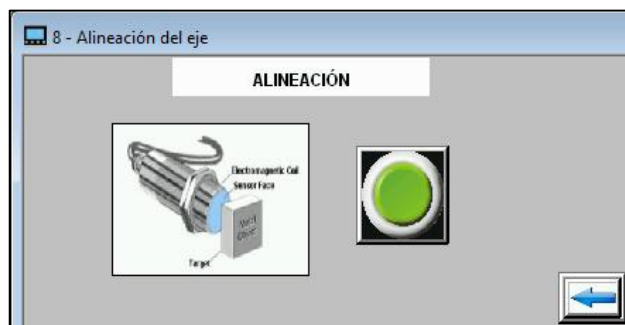 8 - Alineación del eje
ALINEACIÓN
Electromagnetic Coil
Sensor Face
Target